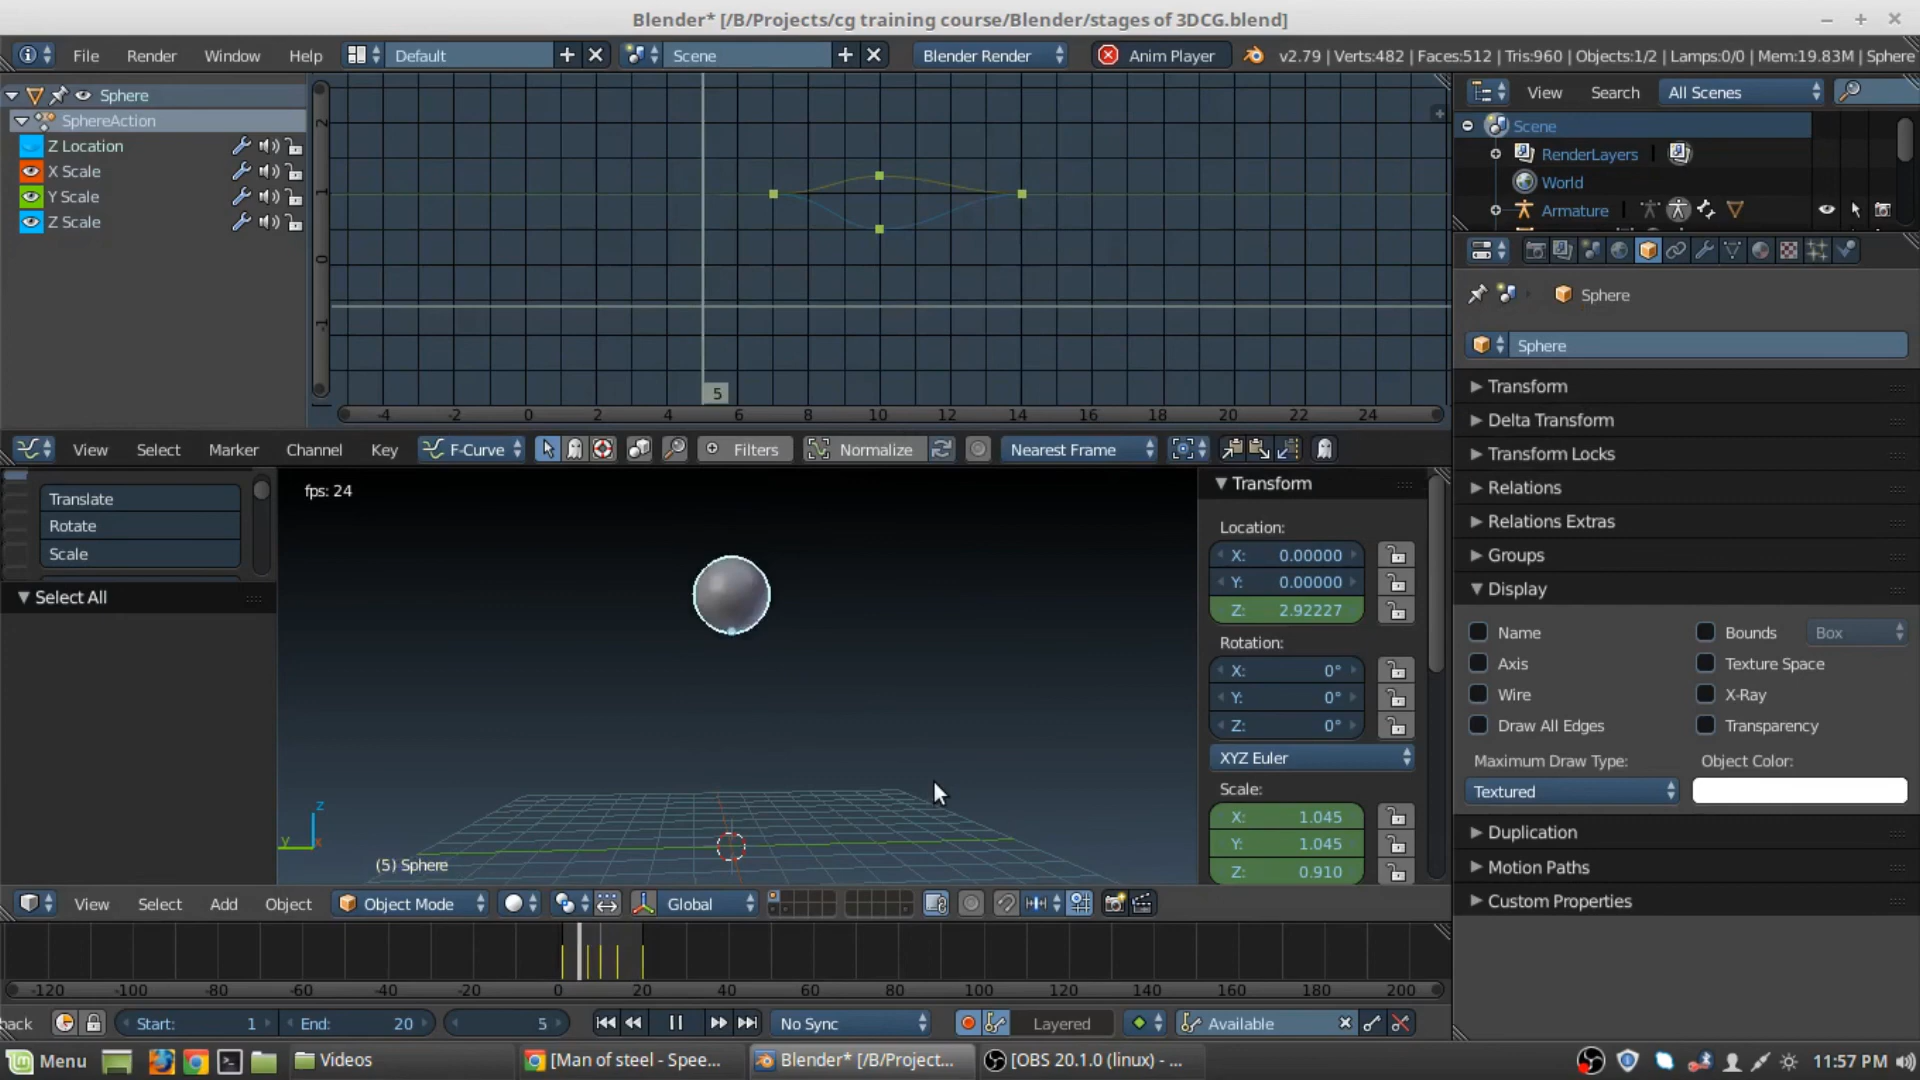 Blender* [/B/Projects/cg training course/Blender/stages of 3DCG.blend]
File Render Window Help Default Scene Blender Render Anim Player v2.79 | Verts:482 | Faces:512 | Tris:960 | Objects:1/2 | Lamps:0/0 | Mem:19.83M | Sphere
Sphere
SphereAction
Z Location
X Scale
Y Scale
Z Scale
2
1
0
-1
5
-4 -2 0 2 4 6 8 10 12 14 16 18 20 22 24
View Select Marker Channel Key F-Curve Filters Normalize Nearest Frame
View Search All Scenes
Scene
RenderLayers
World
Armature
Sphere
Sphere
Transform
Delta Transform
Transform Locks
Relations
Relations Extras
Groups
Display
Name Bounds Box
Axis Texture Space
Wire X-Ray
Draw All Edges Transparency
Maximum Draw Type: Object Color:
Textured
Duplication
Motion Paths
Custom Properties
Translate
Rotate
Scale
Select All
fps: 24
z
y
x
(5) Sphere
Transform
Location:
X: 0.00000
Y: 0.00000
Z: 2.92227
Rotation:
X: 0°
Y: 0°
Z: 0°
XYZ Euler
Scale:
X: 1.045
Y: 1.045
Z: 0.910
View Select Add Object Object Mode Global
-120 -100 -80 -60 -40 -20 0 20 40 60 80 100 120 140 160 180 200
back Start: 1 End: 20 5 No Sync Layered Available
Menu Videos [Man of steel - Spee... Blender* [/B/Project... [OBS 20.1.0 (linux) - ... 11:57 PM